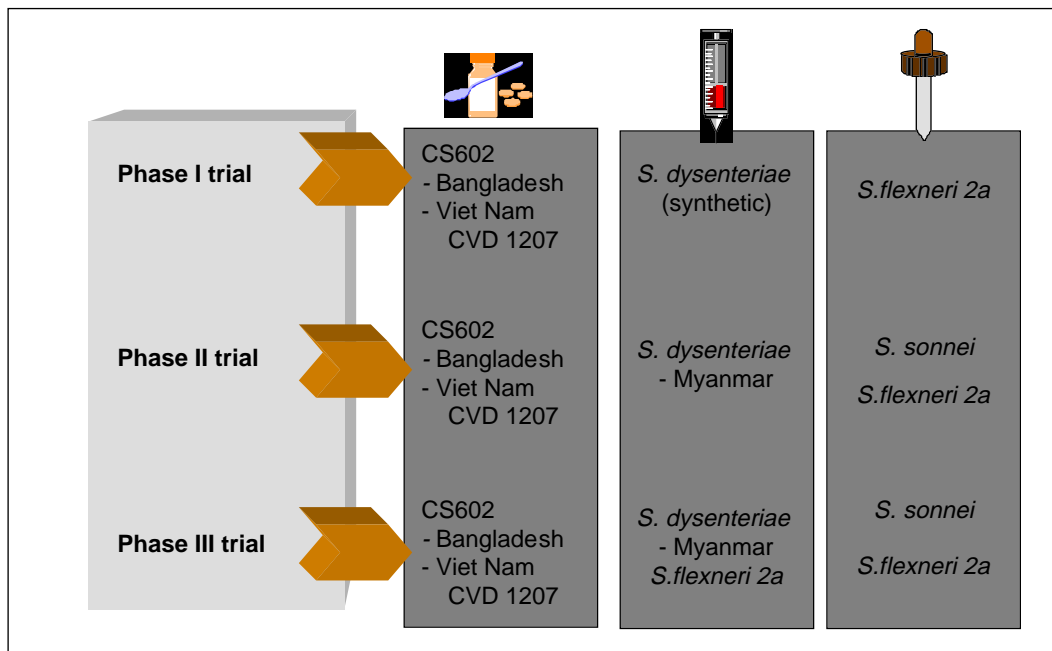 Phase I trial
CS602
- Bangladesh
- Viet Nam
CVD 1207
S. dysenteriae
(synthetic)
S.flexneri 2a
Phase II trial
CS602
- Bangladesh
- Viet Nam
CVD 1207
S. dysenteriae
- Myanmar
S. sonnei
S.flexneri 2a
Phase III trial
CS602
- Bangladesh
- Viet Nam
CVD 1207
S. dysenteriae
- Myanmar
S.flexneri 2a
S. sonnei
S.flexneri 2a